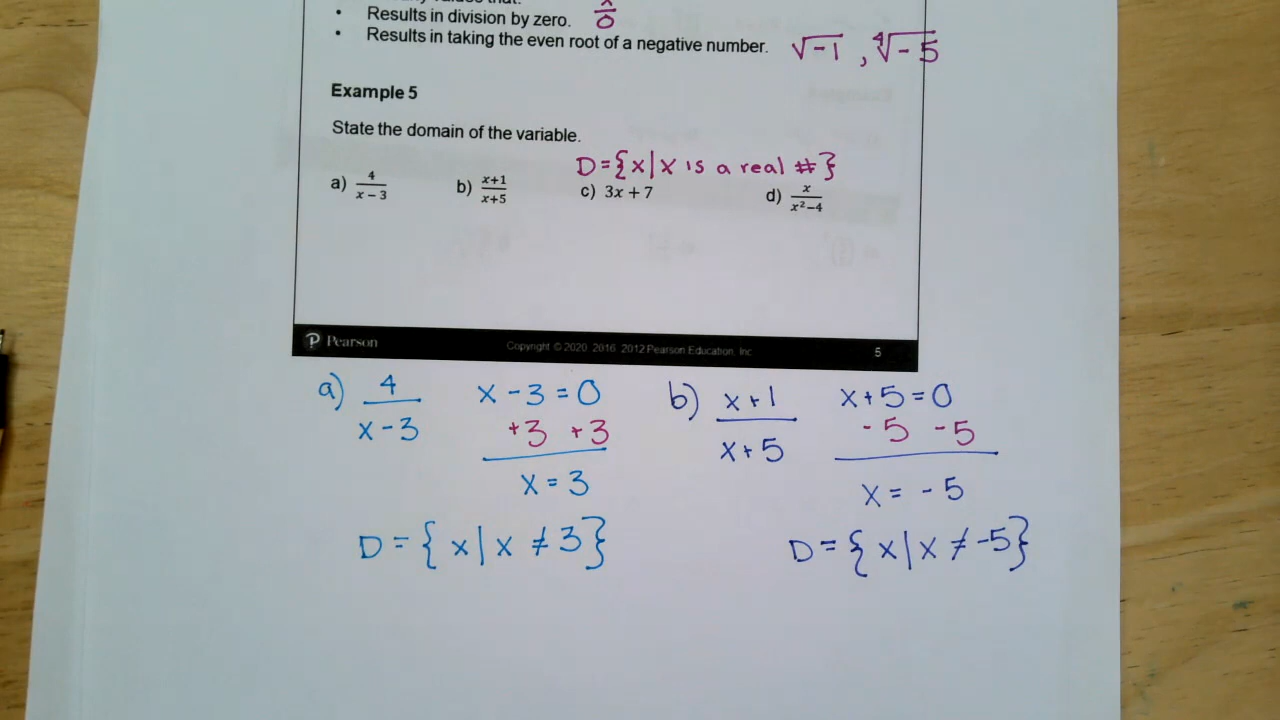 • Results in division by zero. x/0
• Results in taking the even root of a negative number. √-1 , ∜-5
Example 5
State the domain of the variable.
D={x|x is a real #}
a) 4/(x−3) b) (x+1)/(x+5) c) 3x+7 d) x/(x²−4)
Pearson Copyright © 2020 2016 2012 Pearson Education, Inc 5
a) 4/(x-3)
x-3=0
+3 +3
x=3
D={x|x≠3}
b) (x+1)/(x+5)
x+5=0
-5 -5
x=-5
D={x|x≠-5}